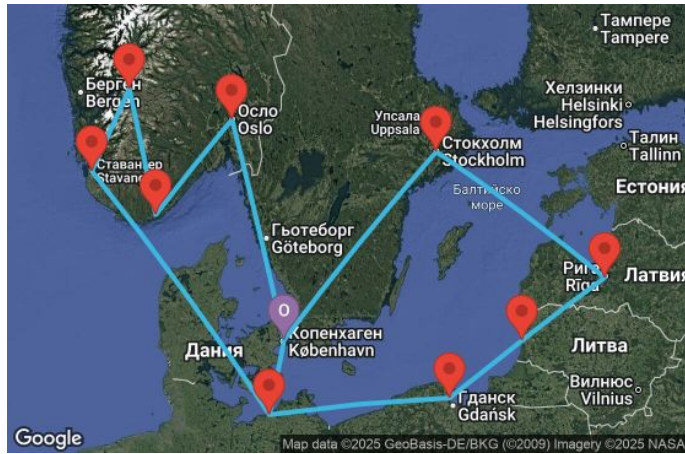 Тампере
Tampere
Берген
Bergen
Хелзинки
Helsinki
Helsingfors
Осло
Oslo
Упсала
Uppsala
Стокхолм
Stockholm
Талин
Tallinn
Ставангер
Балтийско
море
Естония
Гьотеборг
Göteborg
Рига
Rīga
Латвия
O
Копенхаген
København
Дания
Литва
Вилнюс
Vilnius
Гданск
Gdańsk
Google
Map data ©2025 GeoBasis-DE/BKG (©2009) Imagery ©2025 NASA